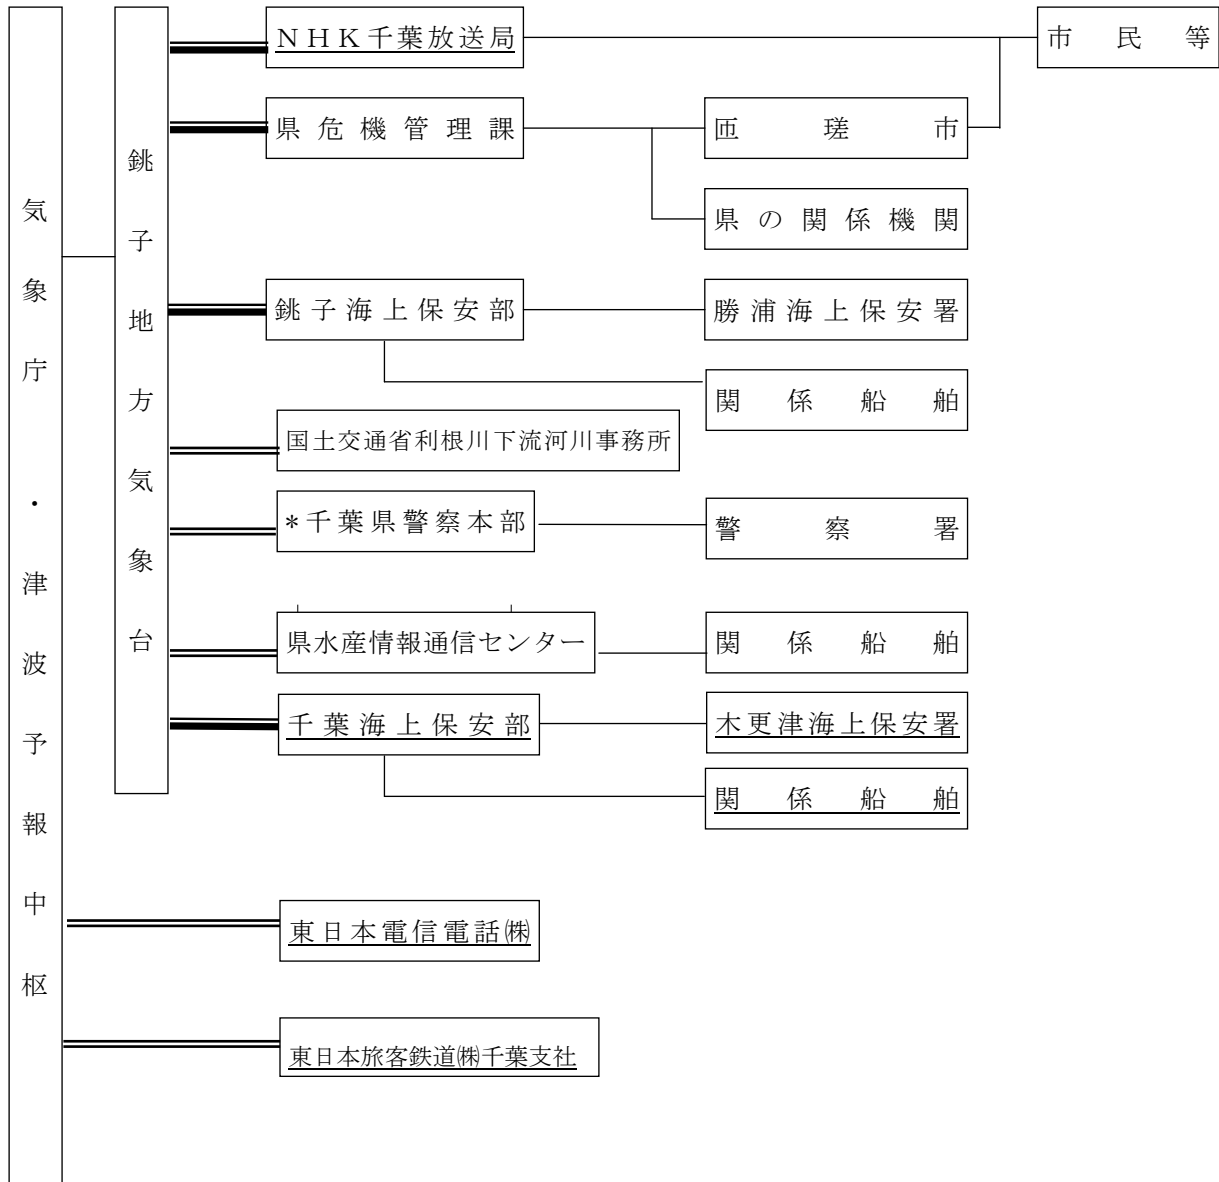 気象庁・津波予報中枢
銚子地方気象台
ＮＨＫ千葉放送局
市民等
県危機管理課
匝瑳市
県の関係機関
銚子海上保安部
勝浦海上保安署
関係船舶
国土交通省利根川下流河川事務所
*千葉県警察本部
警察署
県水産情報通信センター
関係船舶
千葉海上保安部
木更津海上保安署
関係船舶
東日本電信電話㈱
東日本旅客鉄道㈱千葉支社